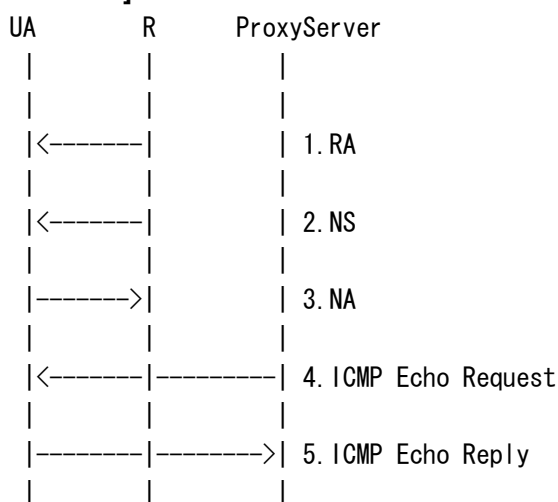 ]
UA R ProxyServer
| | |
| | |
|<-------| | 1.RA
| | |
|<-------| | 2.NS
| | |
|------->| | 3.NA
| | |
|<-------|---------| 4.ICMP Echo Request
| | |
|--------|-------->| 5.ICMP Echo Reply
| | |